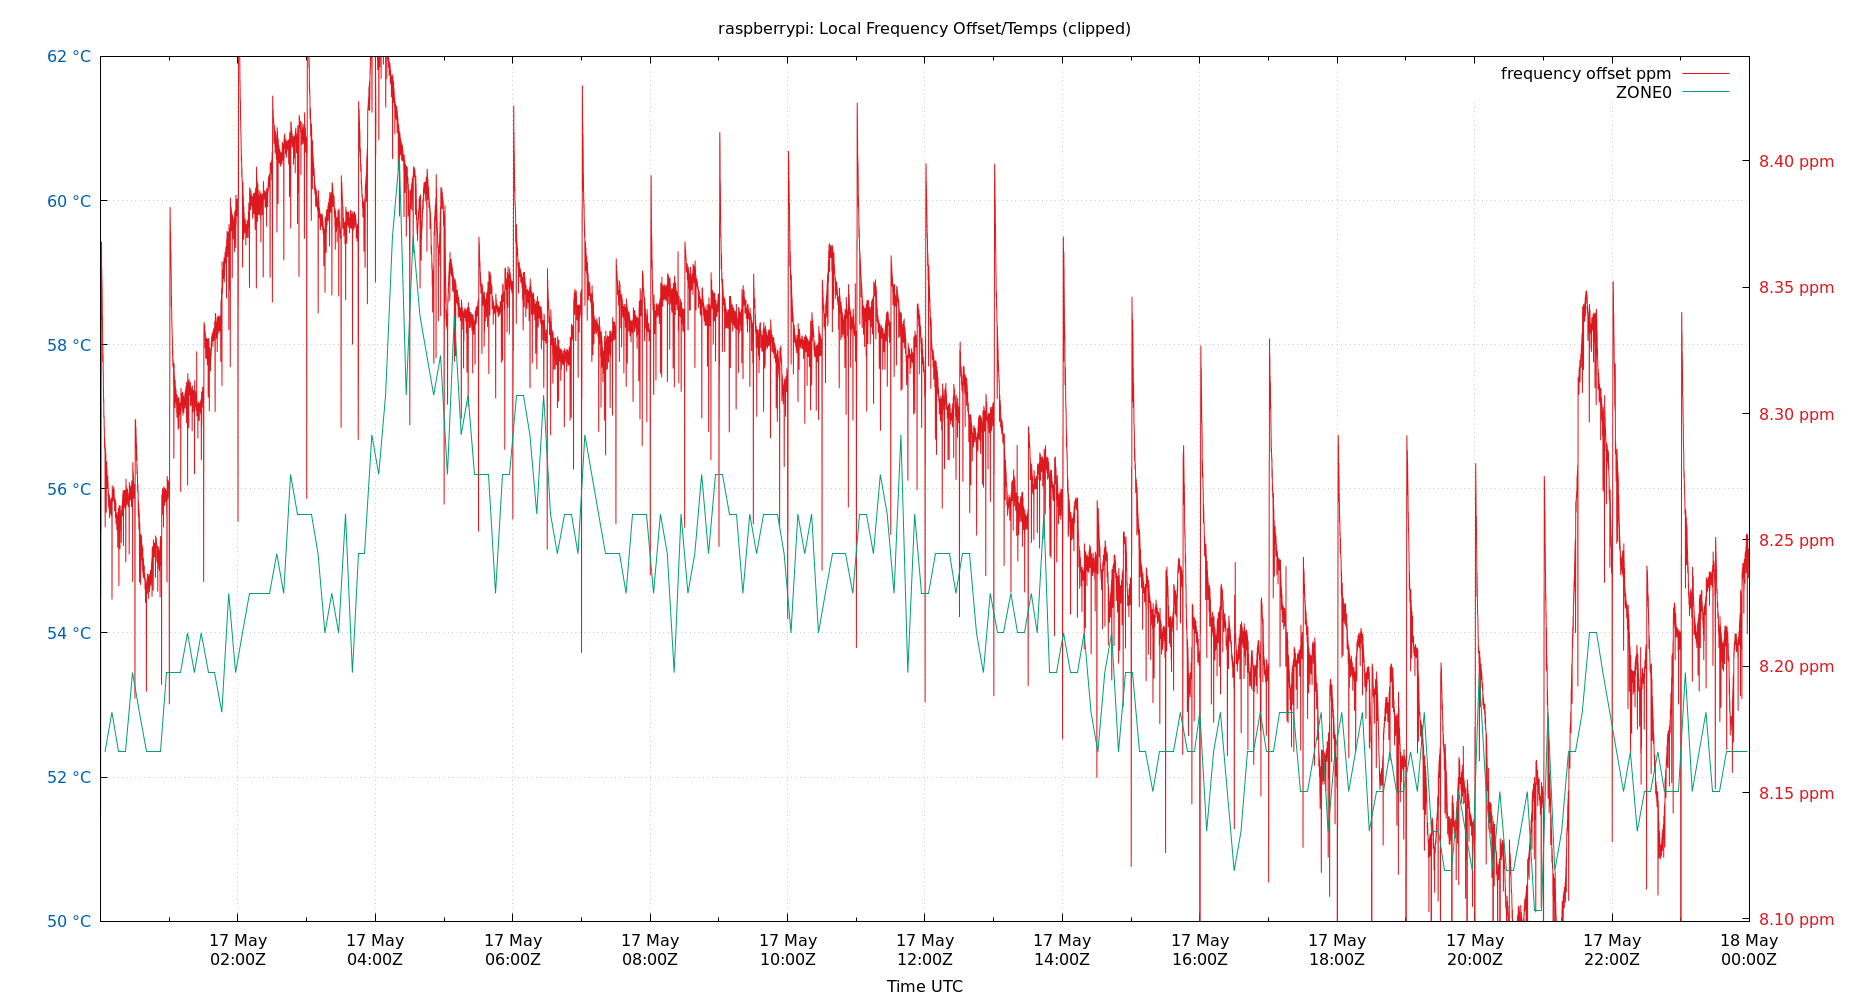 raspberrypi: Local Frequency Offset/Temps (clipped)
62 °C
60 °C
58 °C
56 °C
54 °C
52 °C
50 °C
frequency offset ppm
ZONE0
8.40 ppm
8.35 ppm
8.30 ppm
8.25 ppm
8.20 ppm
8.15 ppm
8.10 ppm
17 May 17 May 17 May 17 May 17 May 17 May 17 May 17 May 17 May 17 May 17 May 18 May
02:00Z 04:00Z 06:00Z 08:00Z 10:00Z 12:00Z 14:00Z 16:00Z 18:00Z 20:00Z 22:00Z 00:00Z
Time UTC